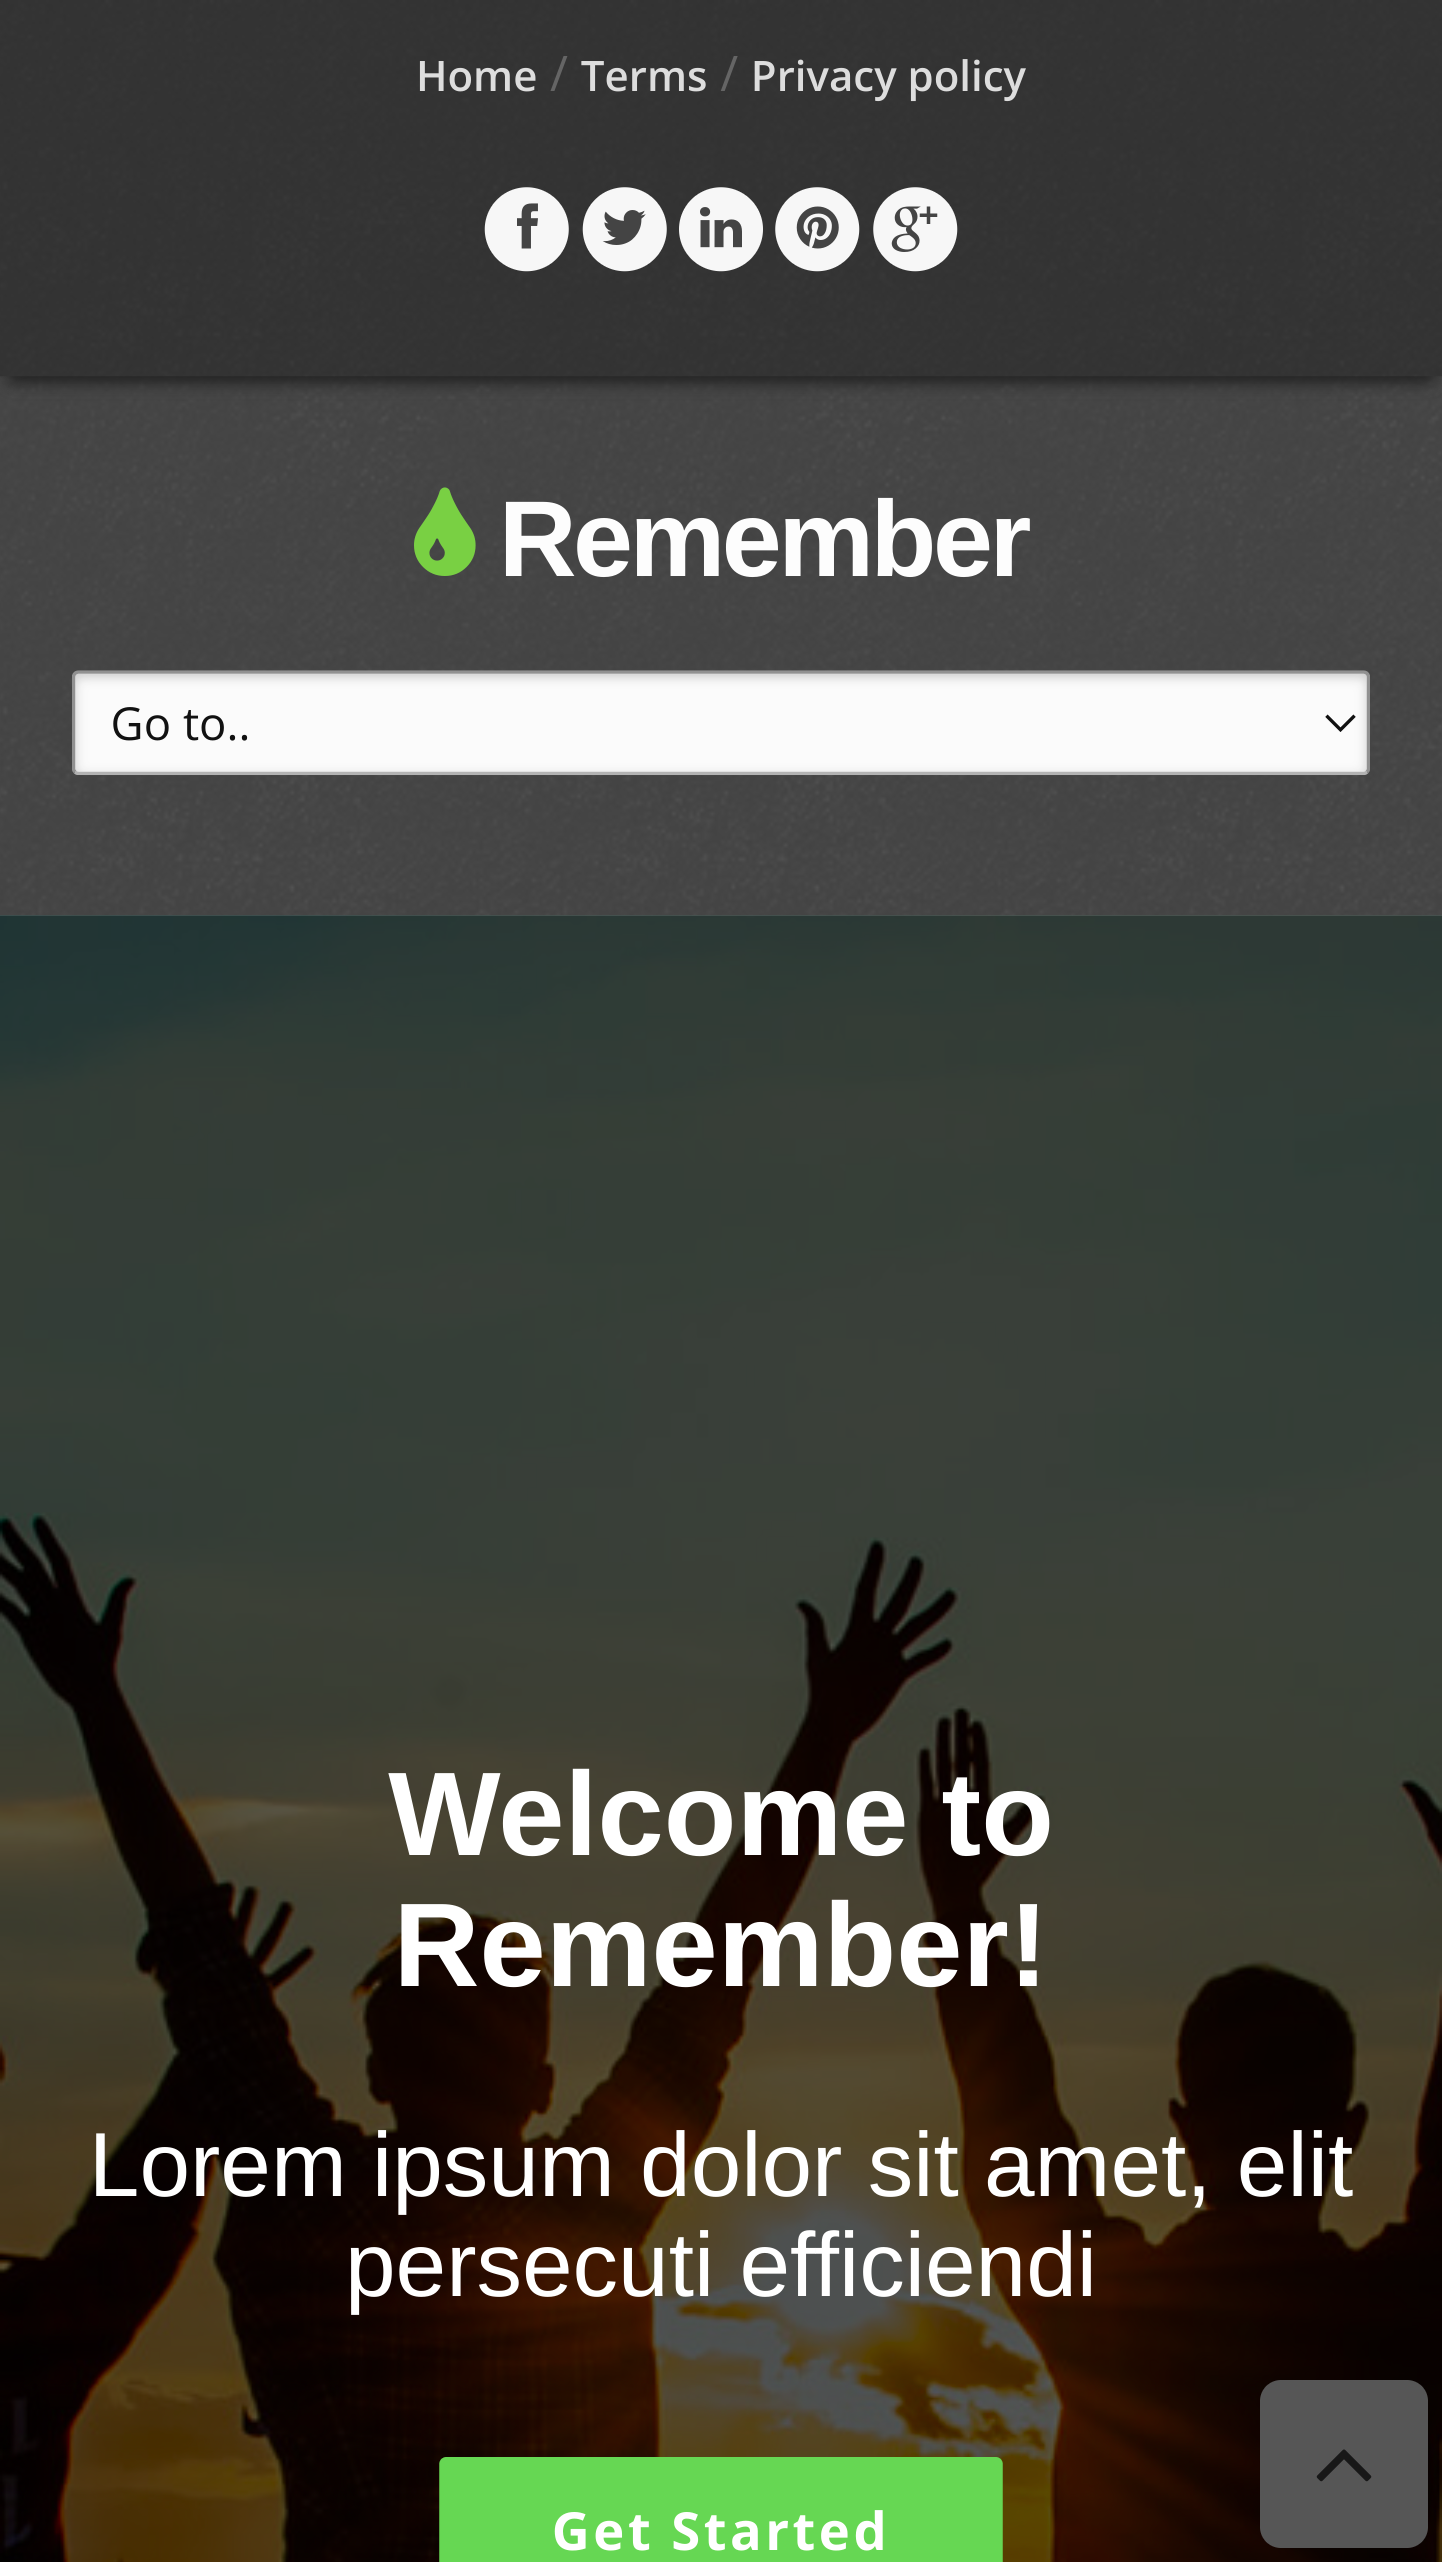 Home / Terms / Privacy policy
Remember
Go to..
Welcome to
Remember!
Lorem ipsum dolor sit amet, elit
persecuti efficiendi
Get Started